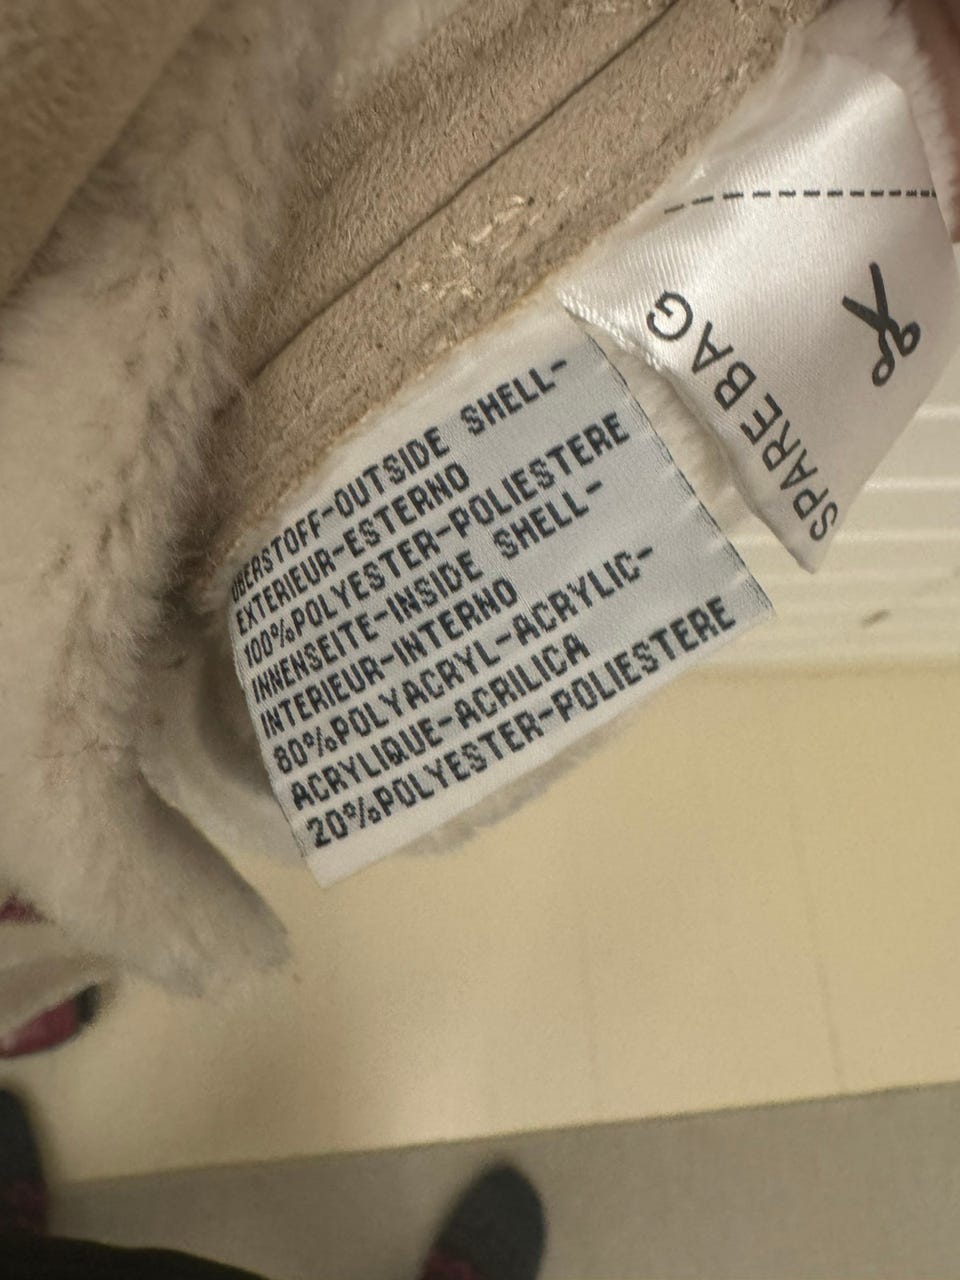 OBERSTOFF-OUTSIDE SHELL-
EXTERIEUR-ESTERNO
100%POLYESTER-POLIESTERE
INNENSEITE-INSIDE SHELL-
INTERIEUR-INTERNO
80%POLYACRYL-ACRYLIC-
ACRYLIQUE-ACRILICA
20%POLYESTER-POLIESTERE
SPARE BAG